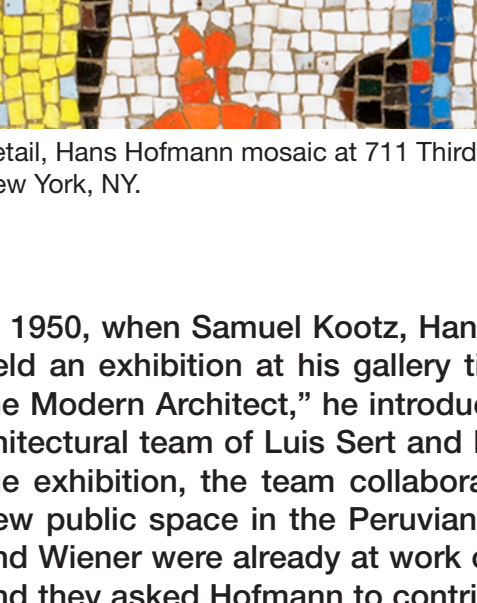 etail, Hans Hofmann mosaic at 711 Third
ew York, NY.
1950, when Samuel Kootz, Han
eld an exhibition at his gallery ti
e Modern Architect,” he introduc
hitectural team of Luis Sert and
e exhibition, the team collabora
ew public space in the Peruvian
nd Wiener were already at work
nd they asked Hofmann to contri